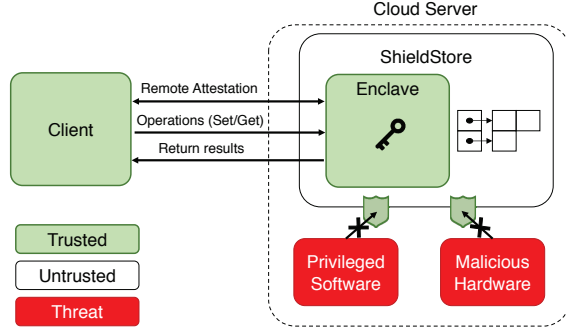 Cloud Server
ShieldStore
Client
Remote Attestation
Operations (Set/Get)
Return results
Enclave
Trusted
Untrusted
Threat
Privileged
Software
Malicious
Hardware